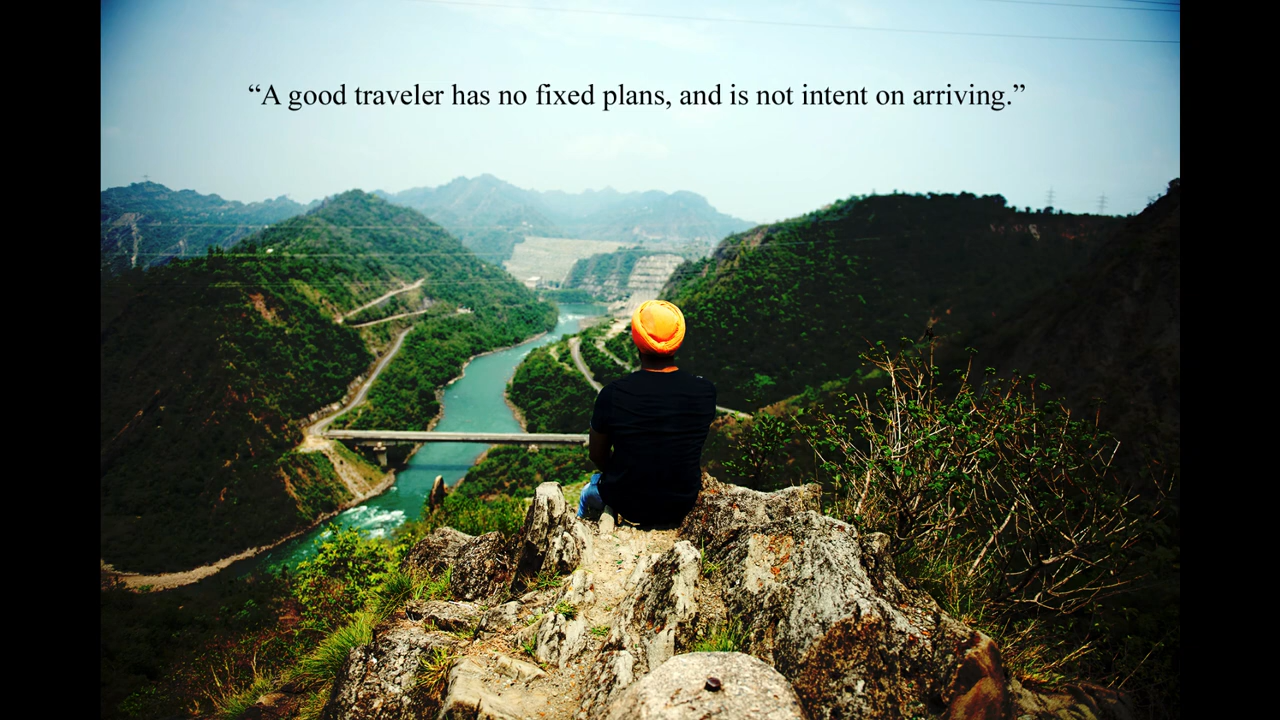 “A good traveler has no fixed plans, and is not intent on arriving.”